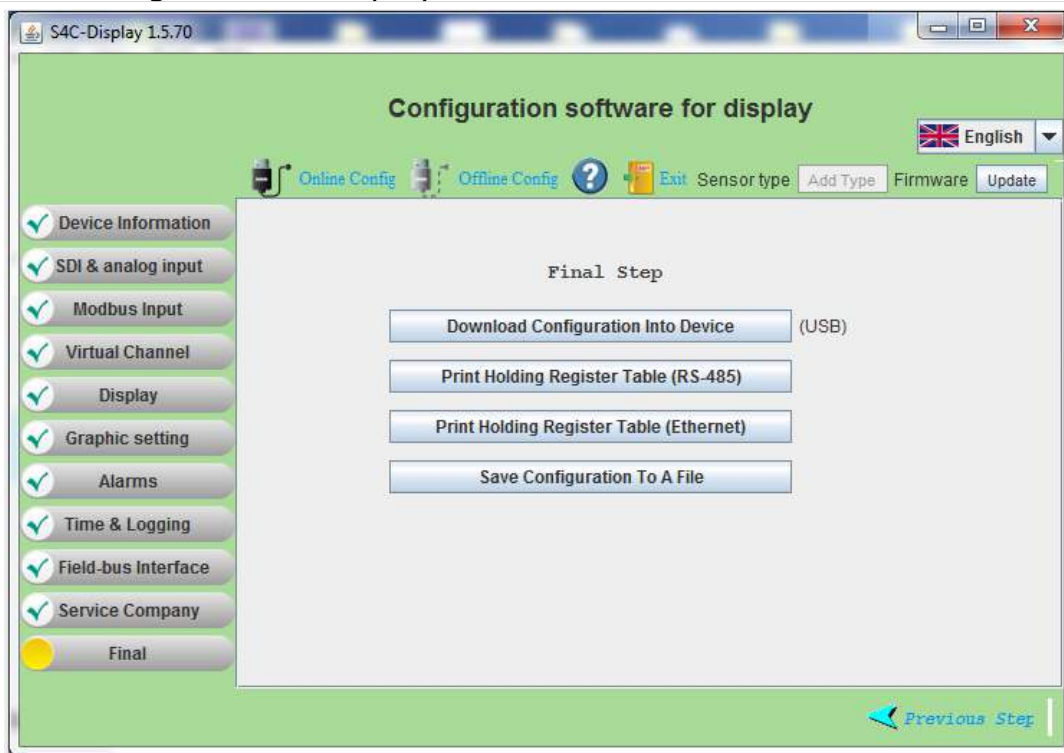 S4C-Display 1.5.70
Configuration software for display
English
Online Config Offline Config ? Exit Sensor type Add Type Firmware Update
Device Information
SDI & analog input
Modbus Input
Virtual Channel
Display
Graphic setting
Alarms
Time & Logging
Field-bus Interface
Service Company
Final
Final Step
Download Configuration Into Device (USB)
Print Holding Register Table (RS-485)
Print Holding Register Table (Ethernet)
Save Configuration To A File
Previous Step